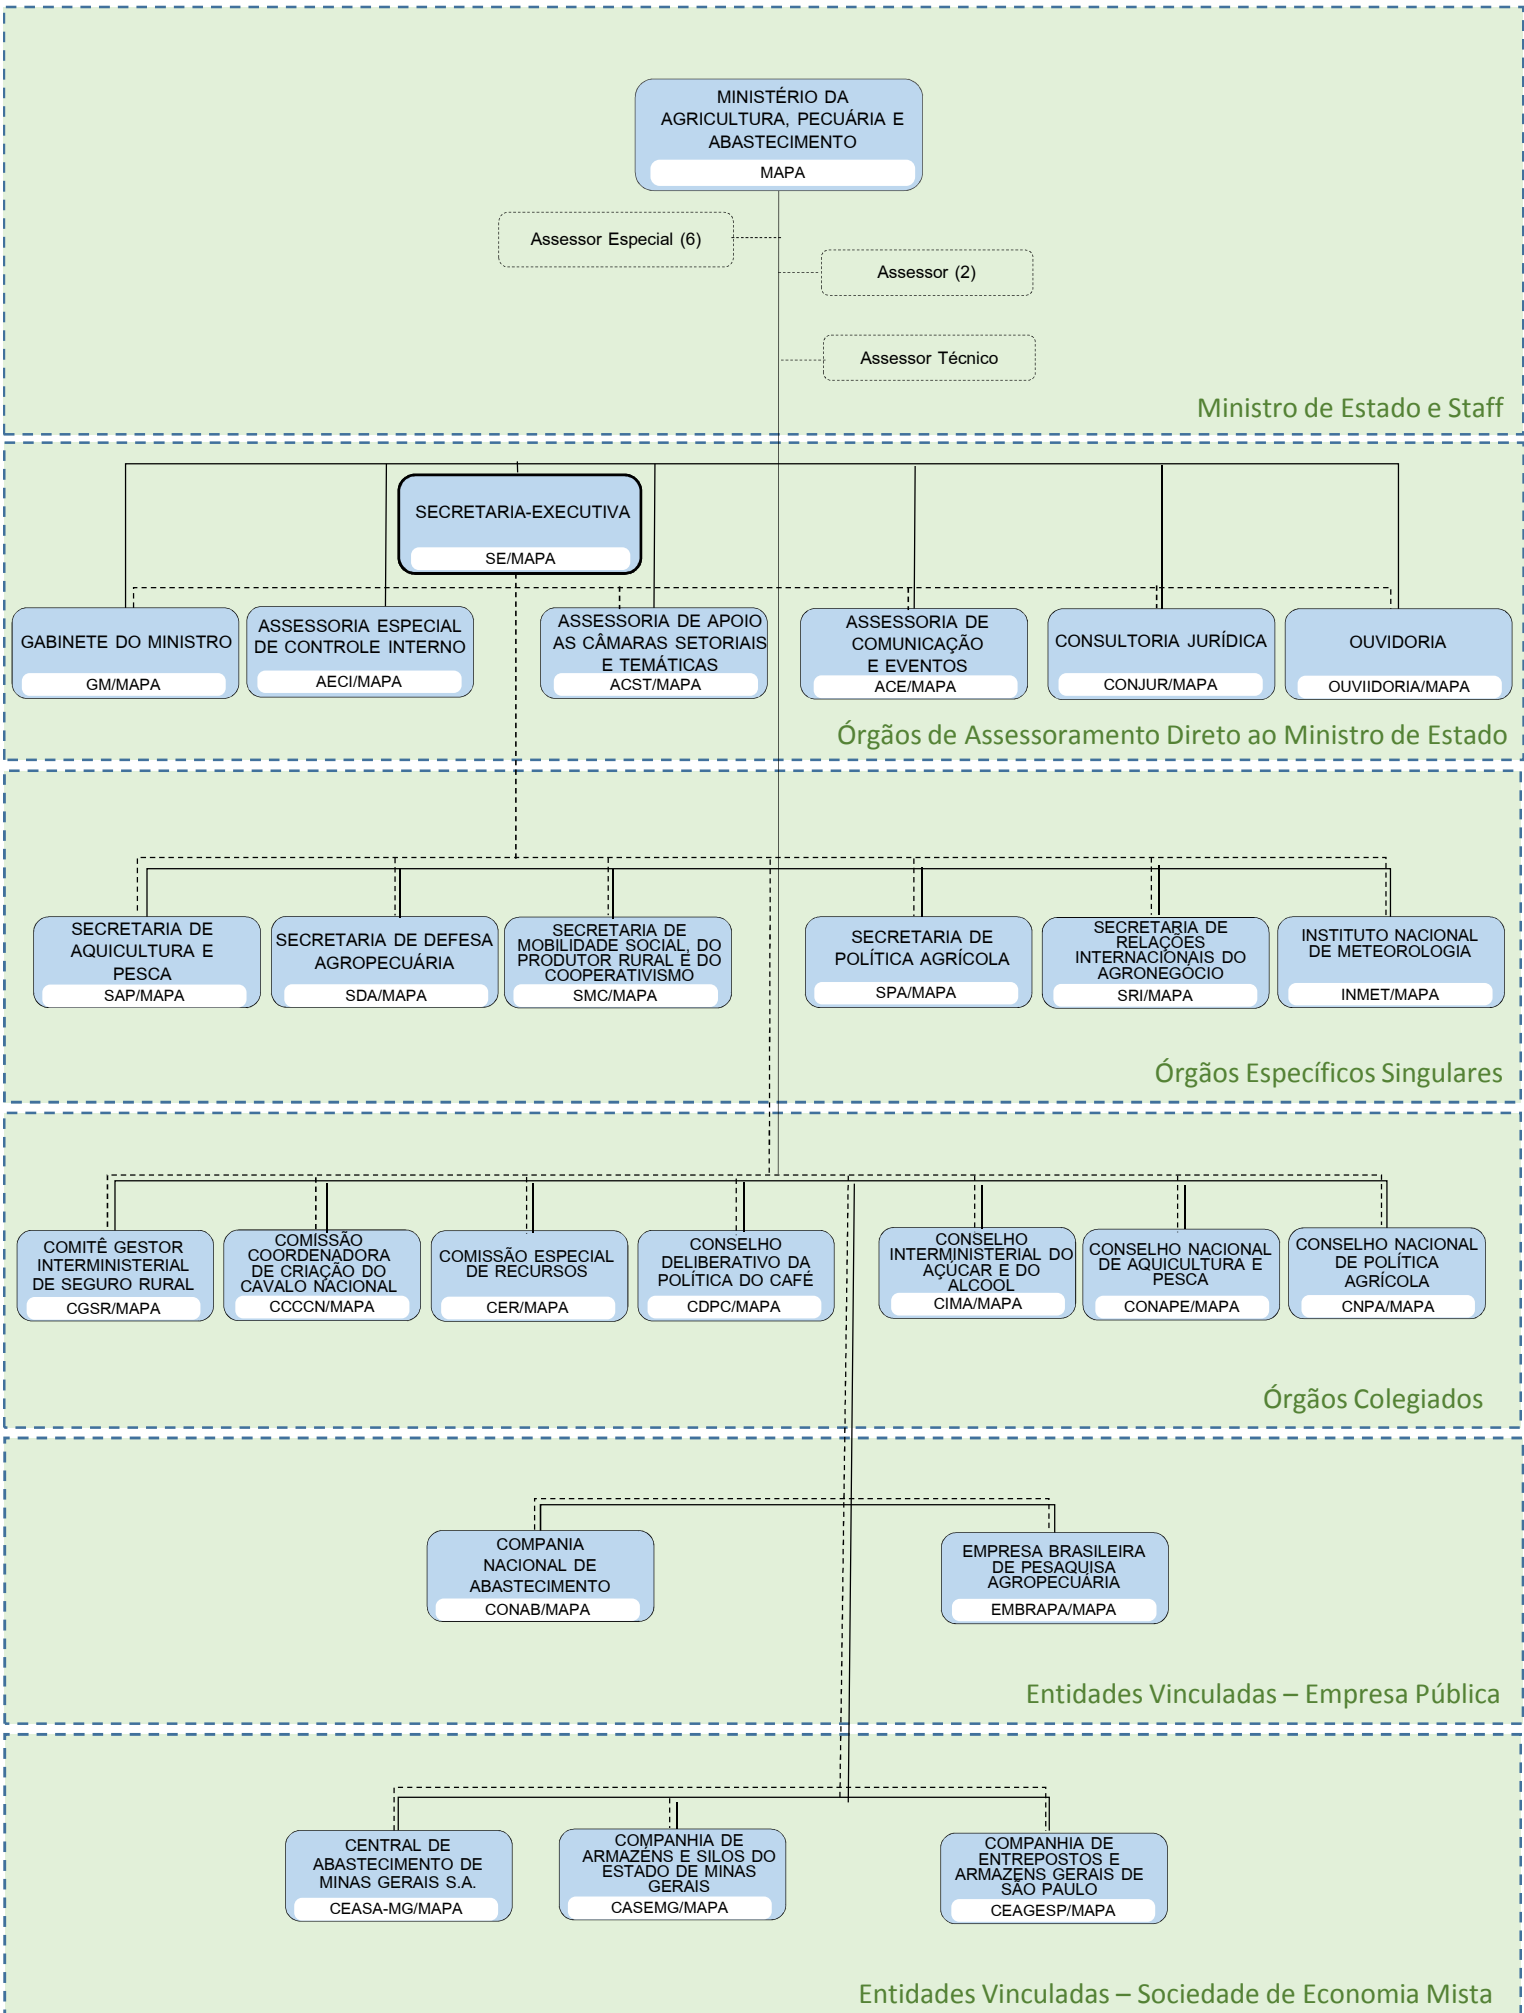 MINISTÉRIO DA
AGRICULTURA, PECUÁRIA E
ABASTECIMENTO
MAPA
Assessor Especial (6)
Assessor (2)
Assessor Técnico
Ministro de Estado e Staff
SECRETARIA-EXECUTIVA
SE/MAPA
GABINETE DO MINISTRO
GM/MAPA
ASSESSORIA ESPECIAL
DE CONTROLE INTERNO
AECI/MAPA
ASSESSORIA DE APOIO
AS CÂMARAS SETORIAIS
E TEMÁTICAS
ACST/MAPA
ASSESSORIA DE
COMUNICAÇÃO
E EVENTOS
ACE/MAPA
CONSULTORIA JURÍDICA
CONJUR/MAPA
OUVIDORIA
OUVIIDORIA/MAPA
Órgãos de Assessoramento Direto ao Ministro de Estado
SECRETARIA DE
AQUICULTURA E
PESCA
SAP/MAPA
SECRETARIA DE DEFESA
AGROPECUÁRIA
SDA/MAPA
SECRETARIA DE
MOBILIDADE SOCIAL, DO
PRODUTOR RURAL E DO
COOPERATIVISMO
SMC/MAPA
SECRETARIA DE
POLÍTICA AGRÍCOLA
SPA/MAPA
SECRETARIA DE
RELAÇÕES
INTERNACIONAIS DO
AGRONEGÓCIO
SRI/MAPA
INSTITUTO NACIONAL
DE METEOROLOGIA
INMET/MAPA
Órgãos Específicos Singulares
COMITÊ GESTOR
INTERMINISTERIAL
DE SEGURO RURAL
CGSR/MAPA
COMISSÃO
COORDENADORA
DE CRIAÇÃO DO
CAVALO NACIONAL
CCCCN/MAPA
COMISSÃO ESPECIAL
DE RECURSOS
CER/MAPA
CONSELHO
DELIBERATIVO DA
POLÍTICA DO CAFÉ
CDPC/MAPA
CONSELHO
INTERMINISTERIAL DO
AÇÚCAR E DO
ALCOOL
CIMA/MAPA
CONSELHO NACIONAL
DE AQUICULTURA E
PESCA
CONAPE/MAPA
CONSELHO NACIONAL
DE POLÍTICA
AGRÍCOLA
CNPA/MAPA
Órgãos Colegiados
COMPANIA
NACIONAL DE
ABASTECIMENTO
CONAB/MAPA
EMPRESA BRASILEIRA
DE PESAQUISA
AGROPECUÁRIA
EMBRAPA/MAPA
Entidades Vinculadas – Empresa Pública
CENTRAL DE
ABASTECIMENTO DE
MINAS GERAIS S.A.
CEASA-MG/MAPA
COMPANHIA DE
ARMAZÉNS E SILOS DO
ESTADO DE MINAS
GERAIS
CASEMG/MAPA
COMPANHIA DE
ENTREPOSTOS E
ARMAZÉNS GERAIS DE
SÃO PAULO
CEAGESP/MAPA
Entidades Vinculadas – Sociedade de Economia Mista